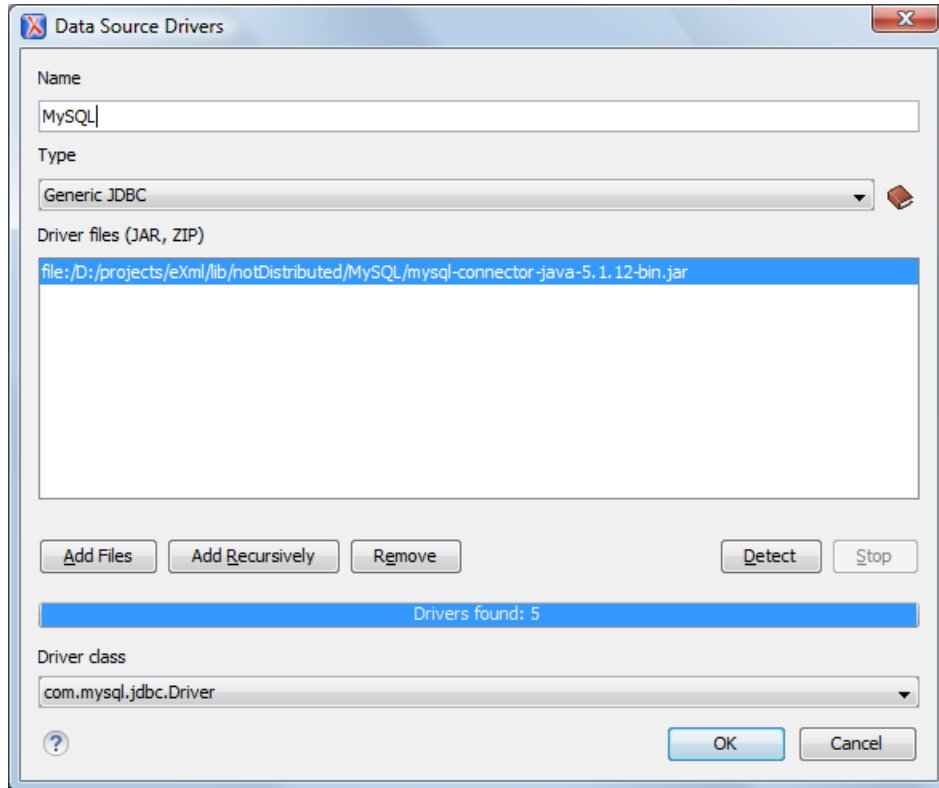 Data Source Drivers
Name
MySQL
Type
Generic JDBC
Driver files (JAR, ZIP)
file:/D:/projects/eXml/lib/notDistributed/MySQL/mysql-connector-java-5.1.12-bin.jar
Add Files Add Recursively Remove Detect Stop
Drivers found: 5
Driver class
com.mysql.jdbc.Driver
? OK Cancel